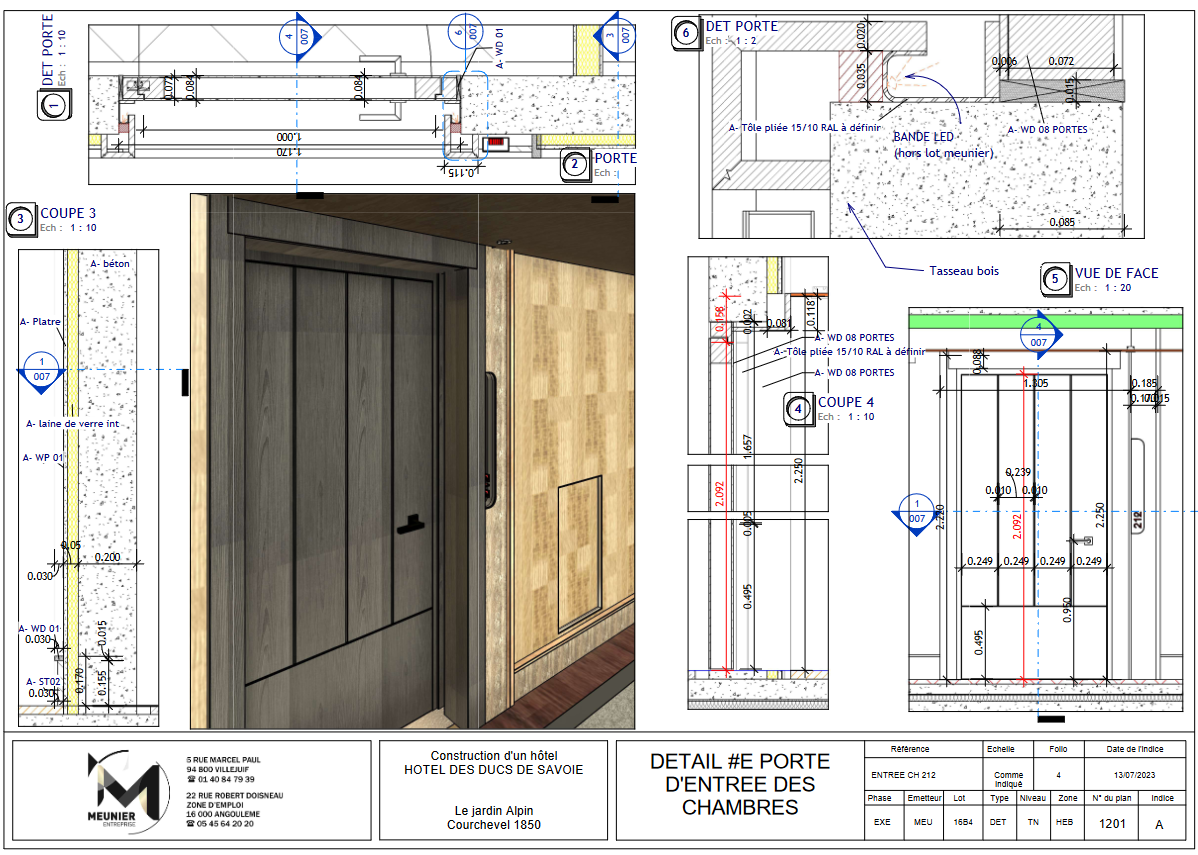 DET PORTE
Ech : 1 : 10
1
4
007
6
007
3
007
A- WD 01
0.072
0.084
0.084
1.000
1.170
0.115
2
PORTE
Ech :
6
DET PORTE
Ech : 1 : 2
0.020
0.035
0.006
0.072
0.015
A- Tôle pliée 15/10 RAL à définir
BANDE LED
(hors lot meunier)
A- WD 08 PORTES
0.085
Tasseau bois
3
COUPE 3
Ech : 1 : 10
A- béton
A- Platre
1
007
A- laine de verre int
A- WP 01
0.05
0.200
0.030
A- WD 01
0.030
0.015
A- ST02
0.030
0.170
0.155
0.158
0.002
0.081
0.118
A- WD 08 PORTES
A- Tôle pliée 15/10 RAL à définir
A- WD 08 PORTES
4
COUPE 4
Ech : 1 : 10
1.657
2.250
2.092
0.005
0.495
5
VUE DE FACE
Ech : 1 : 20
4
007
0.088
1.305
0.185
0.170
0.015
0.239
0.010
0.010
1
007
2.220
2.092
2.250
212
0.249
0.249
0.249
0.249
0.950
0.495
MEUNIER
ENTREPRISE
5 RUE MARCEL PAUL
94 800 VILLEJUIF
☎ 01 40 84 79 39
22 RUE ROBERT DOISNEAU
ZONE D'EMPLOI
16 000 ANGOULEME
☎ 05 45 64 20 20
Construction d'un hôtel
HOTEL DES DUCS DE SAVOIE
Le jardin Alpin
Courchevel 1850
DETAIL #E PORTE
D'ENTREE DES
CHAMBRES
Référence
Echelle
Folio
Date de l'Indice
ENTREE CH 212
Comme
indiqué
4
13/07/2023
Phase
Emetteur
Lot
Type
Niveau
Zone
N° du plan
Indice
EXE
MEU
16B4
DET
TN
HEB
1201
A